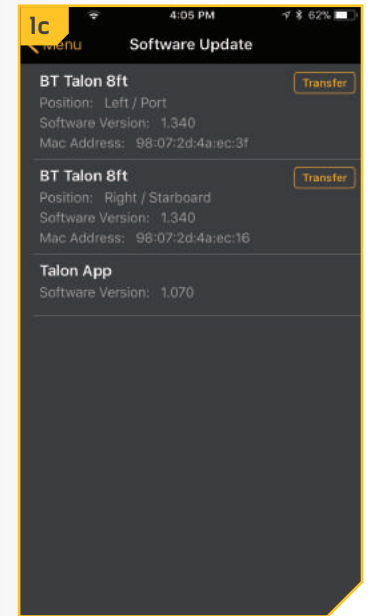 1c
4:05 PM
62%
Menu
Software Update
BT Talon 8ft
Transfer
Position: Left / Port
Software Version: 1.340
Mac Address: 98:07:2d:4a:ec:3f
BT Talon 8ft
Transfer
Position: Right / Starboard
Software Version: 1.340
Mac Address: 98:07:2d:4a:ec:16
Talon App
Software Version: 1.070